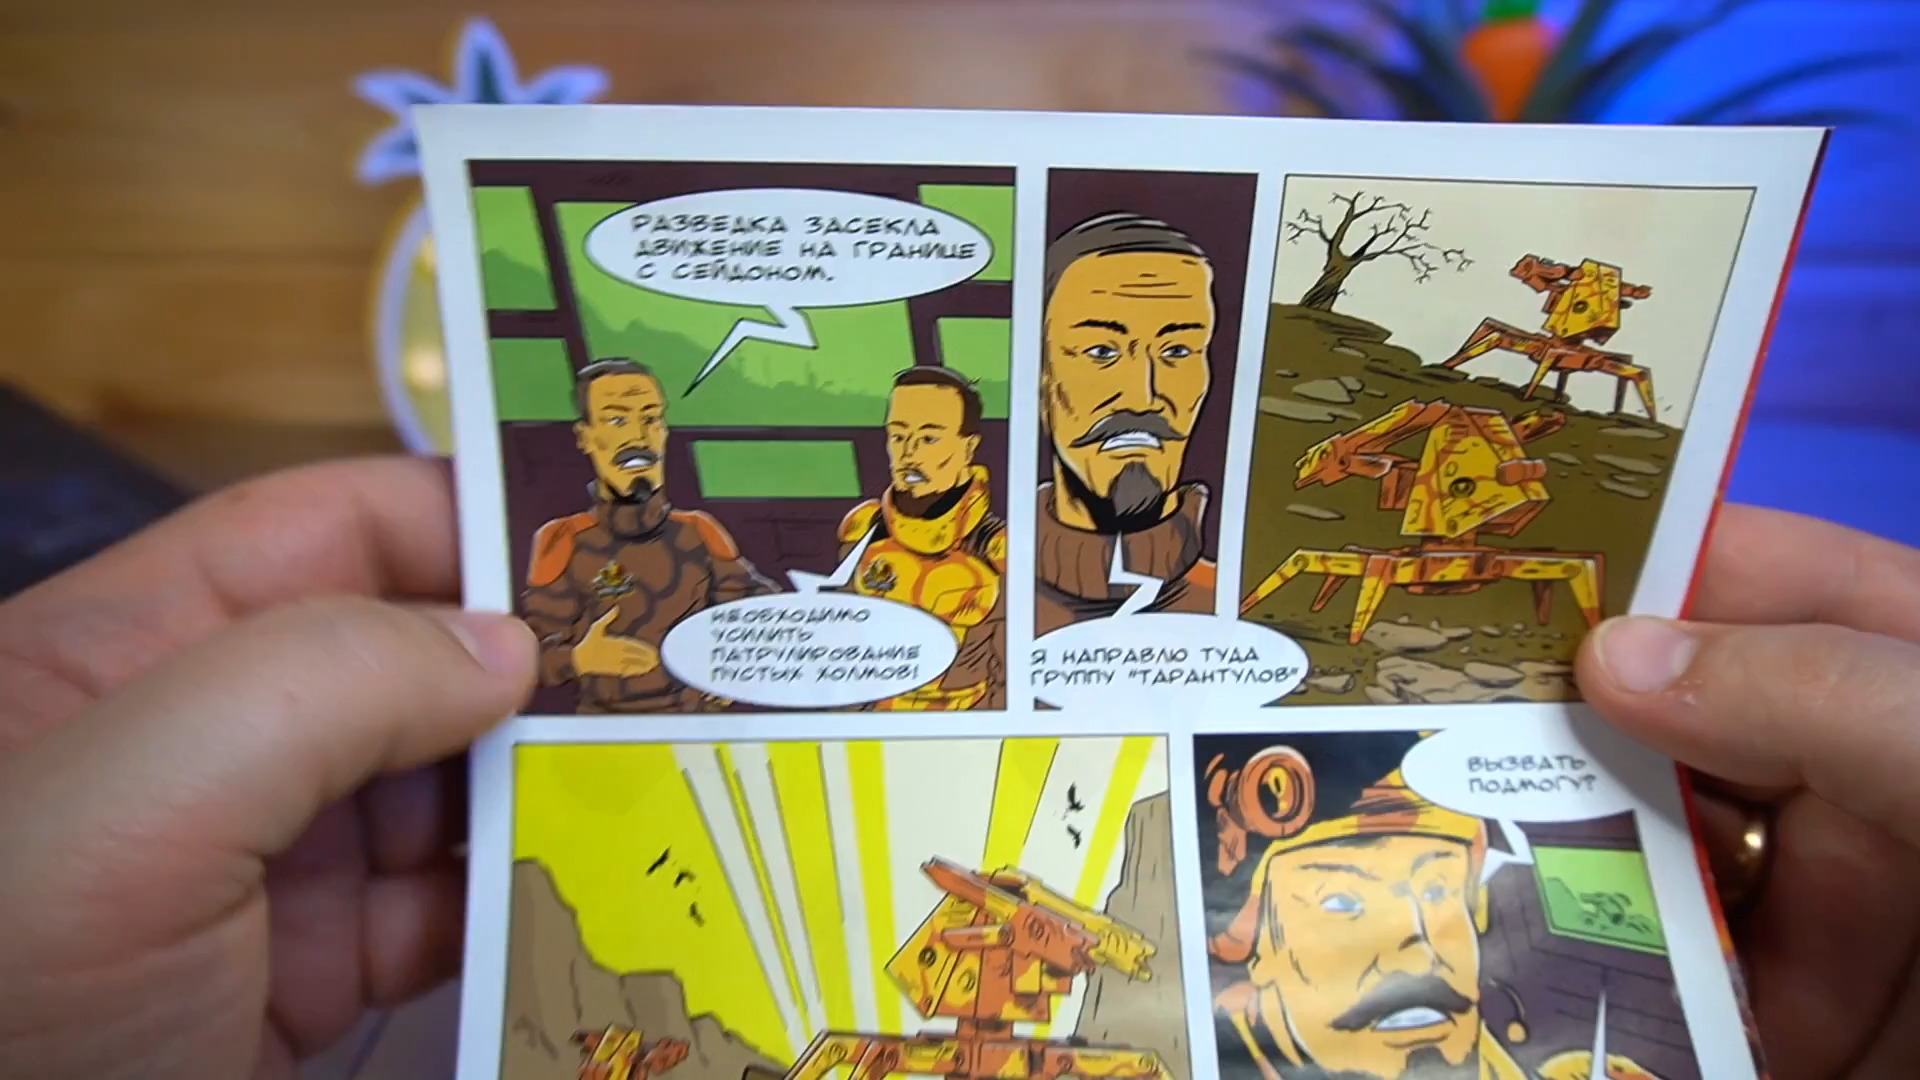 РАЗВЕДКА ЗАСЕКЛА
ДВИЖЕНИЕ НА ГРАНИЦЕ
С СЕЙДОНОМ.
НЕОБХОДИМО
УСИЛИТЬ
ПАТРУЛИРОВАНИЕ
ПУСТЫХ ХОЛМОВ!
Я НАПРАВЛЮ ТУДА
ГРУППУ "ТАРАНТУЛОВ"
ВЫЗВАТЬ
ПОДМОГУ?